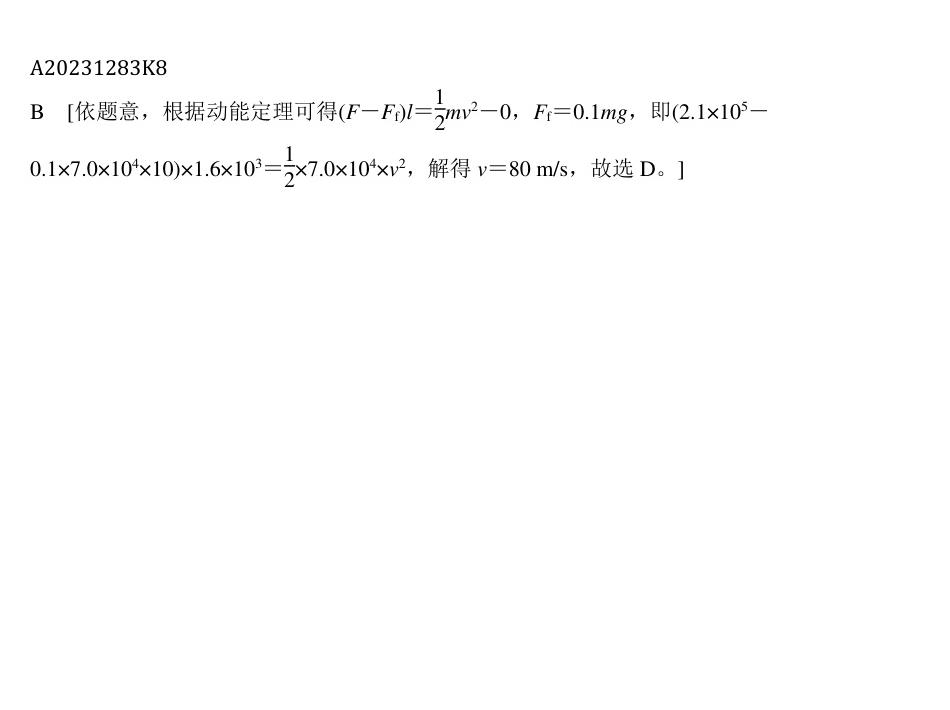 A20231283K8
B [依题意，根据动能定理可得(F－Ff)l＝1/2mv²－0，Ff＝0.1mg，即(2.1×10⁵－
0.1×7.0×10⁴×10)×1.6×10³＝1/2×7.0×10⁴×v²，解得 v＝80 m/s，故选 D。]